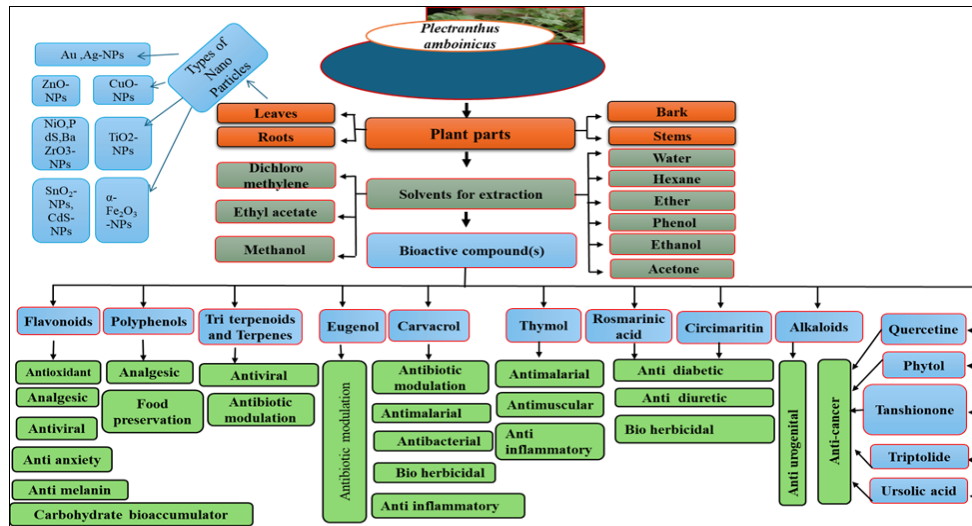 Plectranthus
amboinicus
Types of
Nano
Particles
Au ,Ag-NPs
ZnO-
NPs
CuO-
NPs
NiO,P
dS,Ba
ZrO3-
NPs
TiO2-
NPs
SnO₂-
NPs,
CdS-
NPs
α-
Fe₂O₃
-NPs
Leaves
Roots
Plant parts
Bark
Stems
Dichloro
methylene
Ethyl acetate
Methanol
Solvents for extraction
Water
Hexane
Ether
Phenol
Ethanol
Acetone
Bioactive compound(s)
Flavonoids
Polyphenols
Tri terpenoids
and Terpenes
Eugenol
Carvacrol
Thymol
Rosmarinic
acid
Circimaritin
Alkaloids
Quercetine
Phytol
Tanshionone
Triptolide
Ursolic acid
Antioxidant
Analgesic
Antiviral
Anti anxiety
Anti melanin
Carbohydrate bioaccumulator
Analgesic
Food
preservation
Antiviral
Antibiotic
modulation
Antibiotic modulation
Antibiotic
modulation
Antimalarial
Antibacterial
Bio herbicidal
Anti inflammatory
Antimalarial
Antimuscular
Anti
inflammatory
Anti diabetic
Anti diuretic
Bio herbicidal
Anti urogenital
Anti-cancer